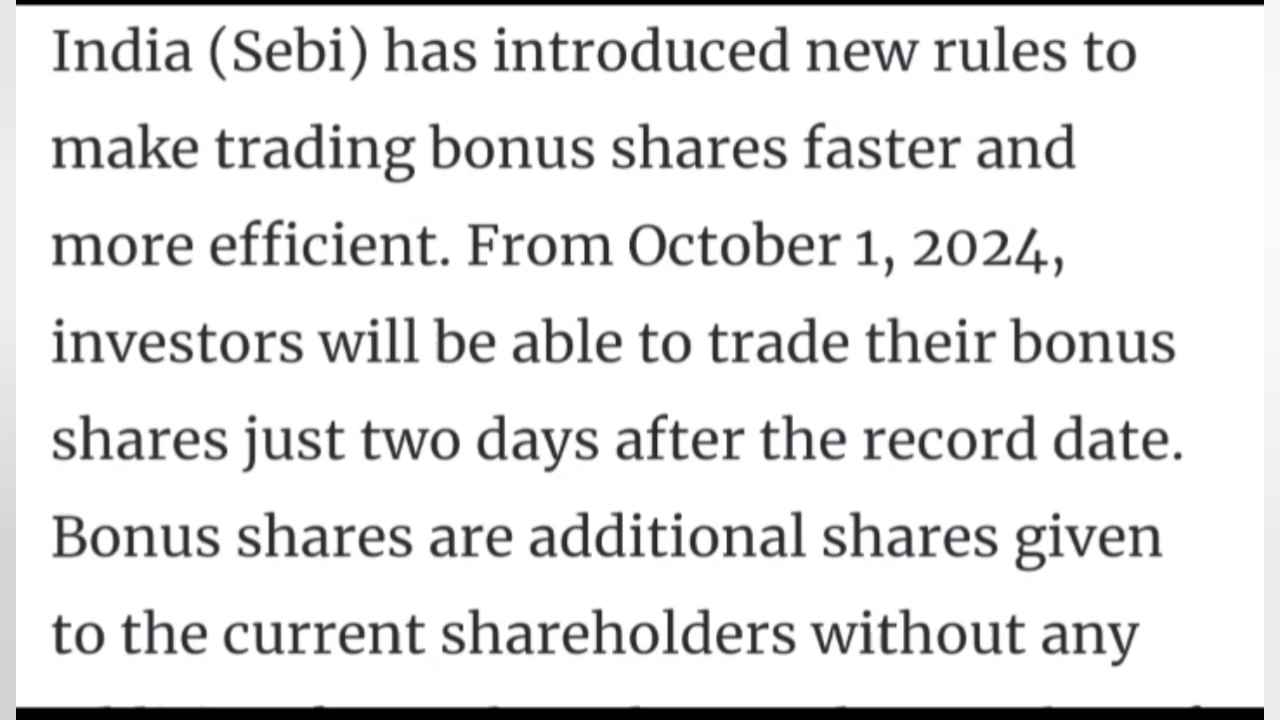 India (Sebi) has introduced new rules to
make trading bonus shares faster and
more efficient. From October 1, 2024,
investors will be able to trade their bonus
shares just two days after the record date.
Bonus shares are additional shares given
to the current shareholders without any